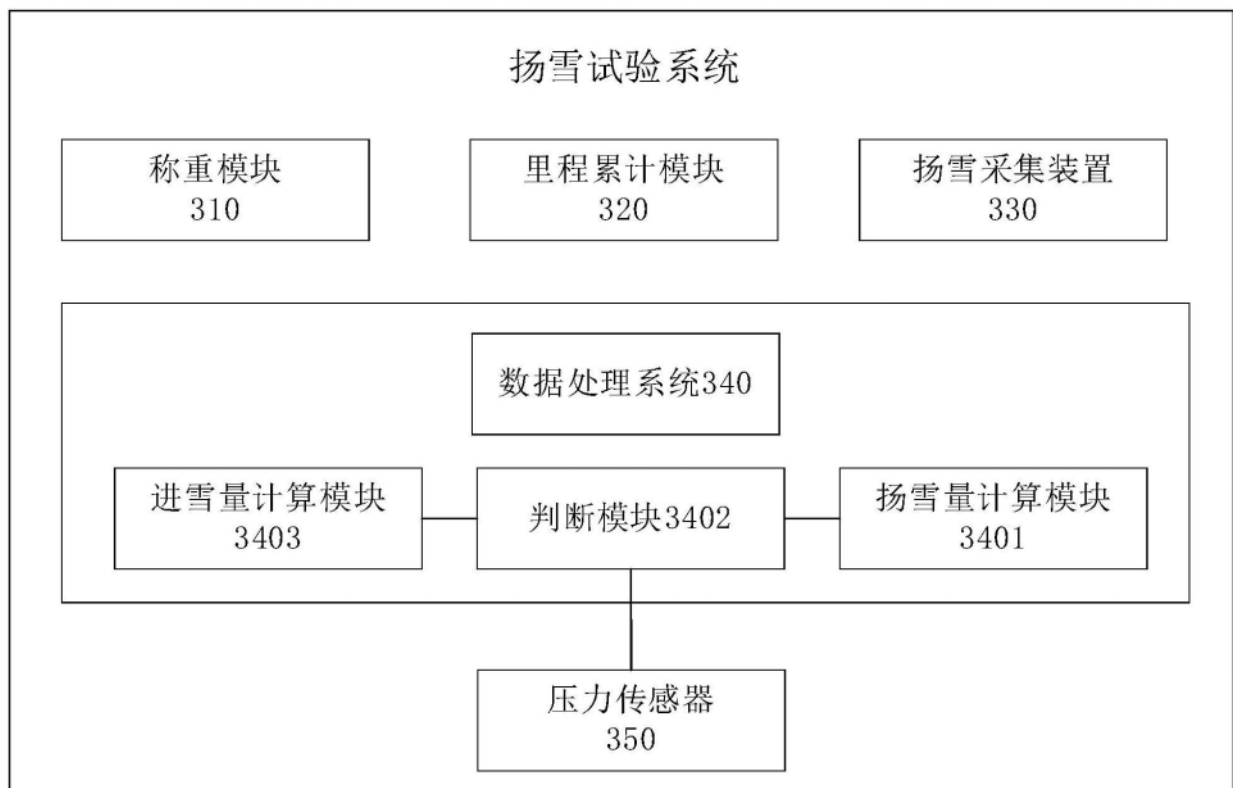 扬雪试验系统
称重模块
310
里程累计模块
320
扬雪采集装置
330
数据处理系统340
进雪量计算模块
3403
判断模块3402
扬雪量计算模块
3401
压力传感器
350